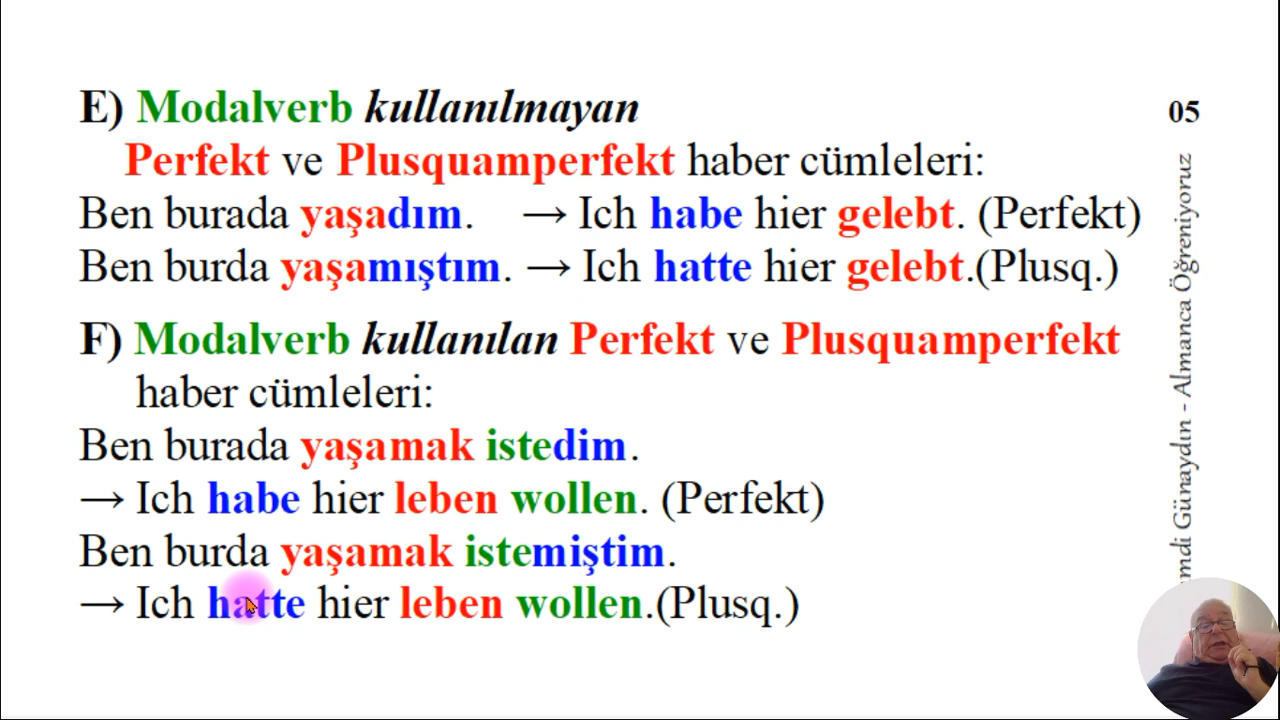 E) Modalverb kullanılmayan
05
Perfekt ve Plusquamperfekt haber cümleleri:
Ben burada yaşadım. → Ich habe hier gelebt. (Perfekt)
Ben burda yaşamıştım. → Ich hatte hier gelebt.(Plusq.)
F) Modalverb kullanılan Perfekt ve Plusquamperfekt
haber cümleleri:
Ben burada yaşamak istedim.
→ Ich habe hier leben wollen. (Perfekt)
Ben burda yaşamak istemiştim.
→ Ich hatte hier leben wollen.(Plusq.)
Günaydın - Almanca Öğreniyoruz